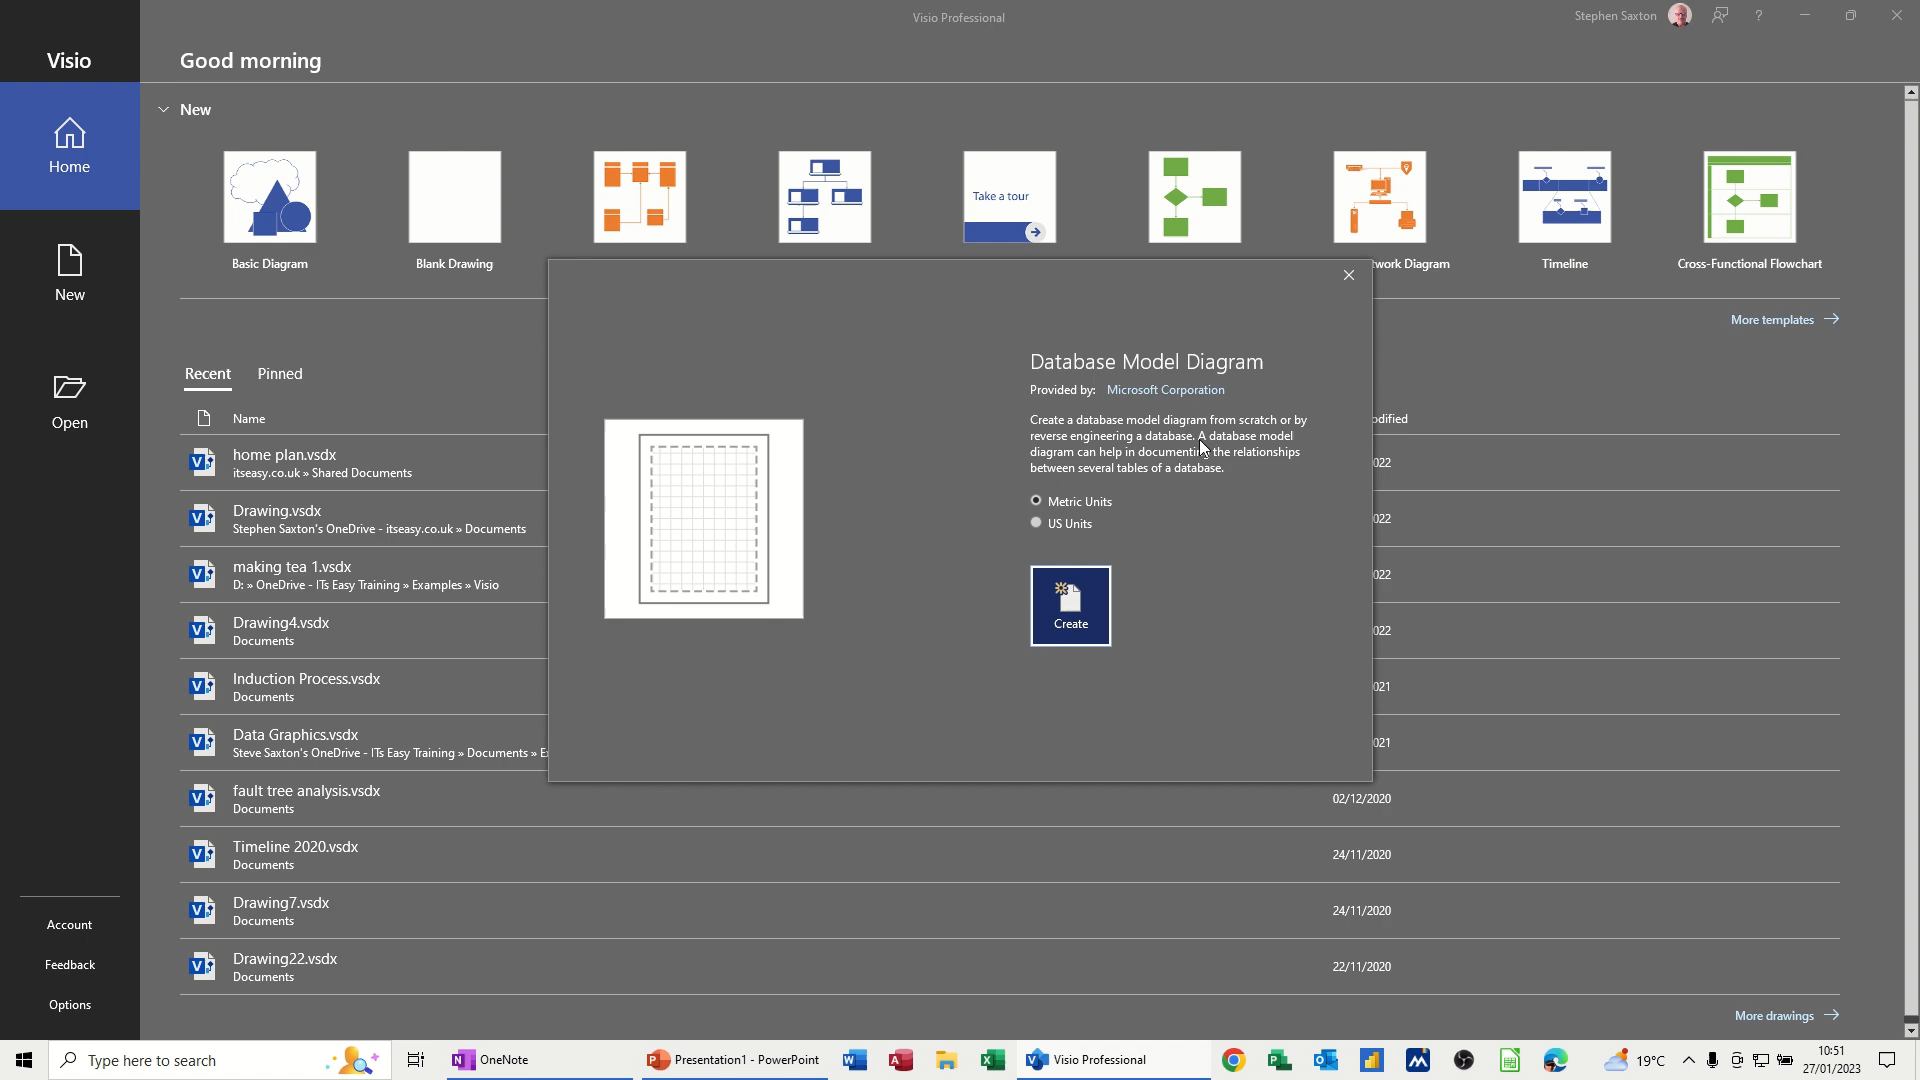 Visio Professional
Stephen Saxton
?
Visio
Good morning
Home
New
Open
Account
Feedback
Options
New
Take a tour
Basic Diagram
Blank Drawing
work Diagram
Timeline
Cross-Functional Flowchart
More templates
Recent
Pinned
Name
odified
home plan.vsdx
itseasy.co.uk » Shared Documents
022
Drawing.vsdx
Stephen Saxton's OneDrive - itseasy.co.uk » Documents
022
making tea 1.vsdx
D: » OneDrive - ITs Easy Training » Examples » Visio
022
Drawing4.vsdx
Documents
022
Induction Process.vsdx
Documents
021
Data Graphics.vsdx
Steve Saxton's OneDrive - ITs Easy Training » Documents » E
021
fault tree analysis.vsdx
Documents
02/12/2020
Timeline 2020.vsdx
Documents
24/11/2020
Drawing7.vsdx
Documents
24/11/2020
Drawing22.vsdx
Documents
22/11/2020
More drawings
Database Model Diagram
Provided by: Microsoft Corporation
Create a database model diagram from scratch or by
reverse engineering a database. A database model
diagram can help in documenting the relationships
between several tables of a database.
Metric Units
US Units
Create
Type here to search
OneNote
Presentation1 - PowerPoint
Visio Professional
19°C
10:51
27/01/2023